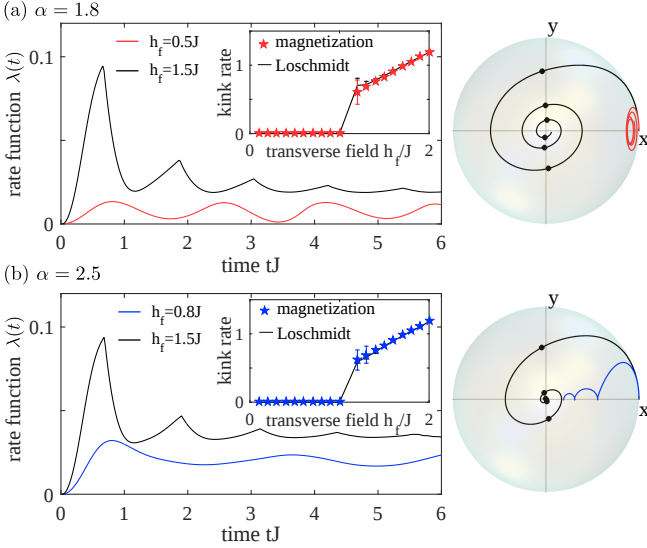 (a) α = 1.8
rate function λ(t)
0.1
0
h_f=0.5J
h_f=1.5J
kink rate
1
0
magnetization
Loschmidt
0
transverse field h_f/J
2
0 1 2 3 4 5 6
time tJ
y
x
(b) α = 2.5
rate function λ(t)
0.1
0
h_f=0.8J
h_f=1.5J
kink rate
1
0
magnetization
Loschmidt
0
transverse field h_f/J
2
0 1 2 3 4 5 6
time tJ
y
x